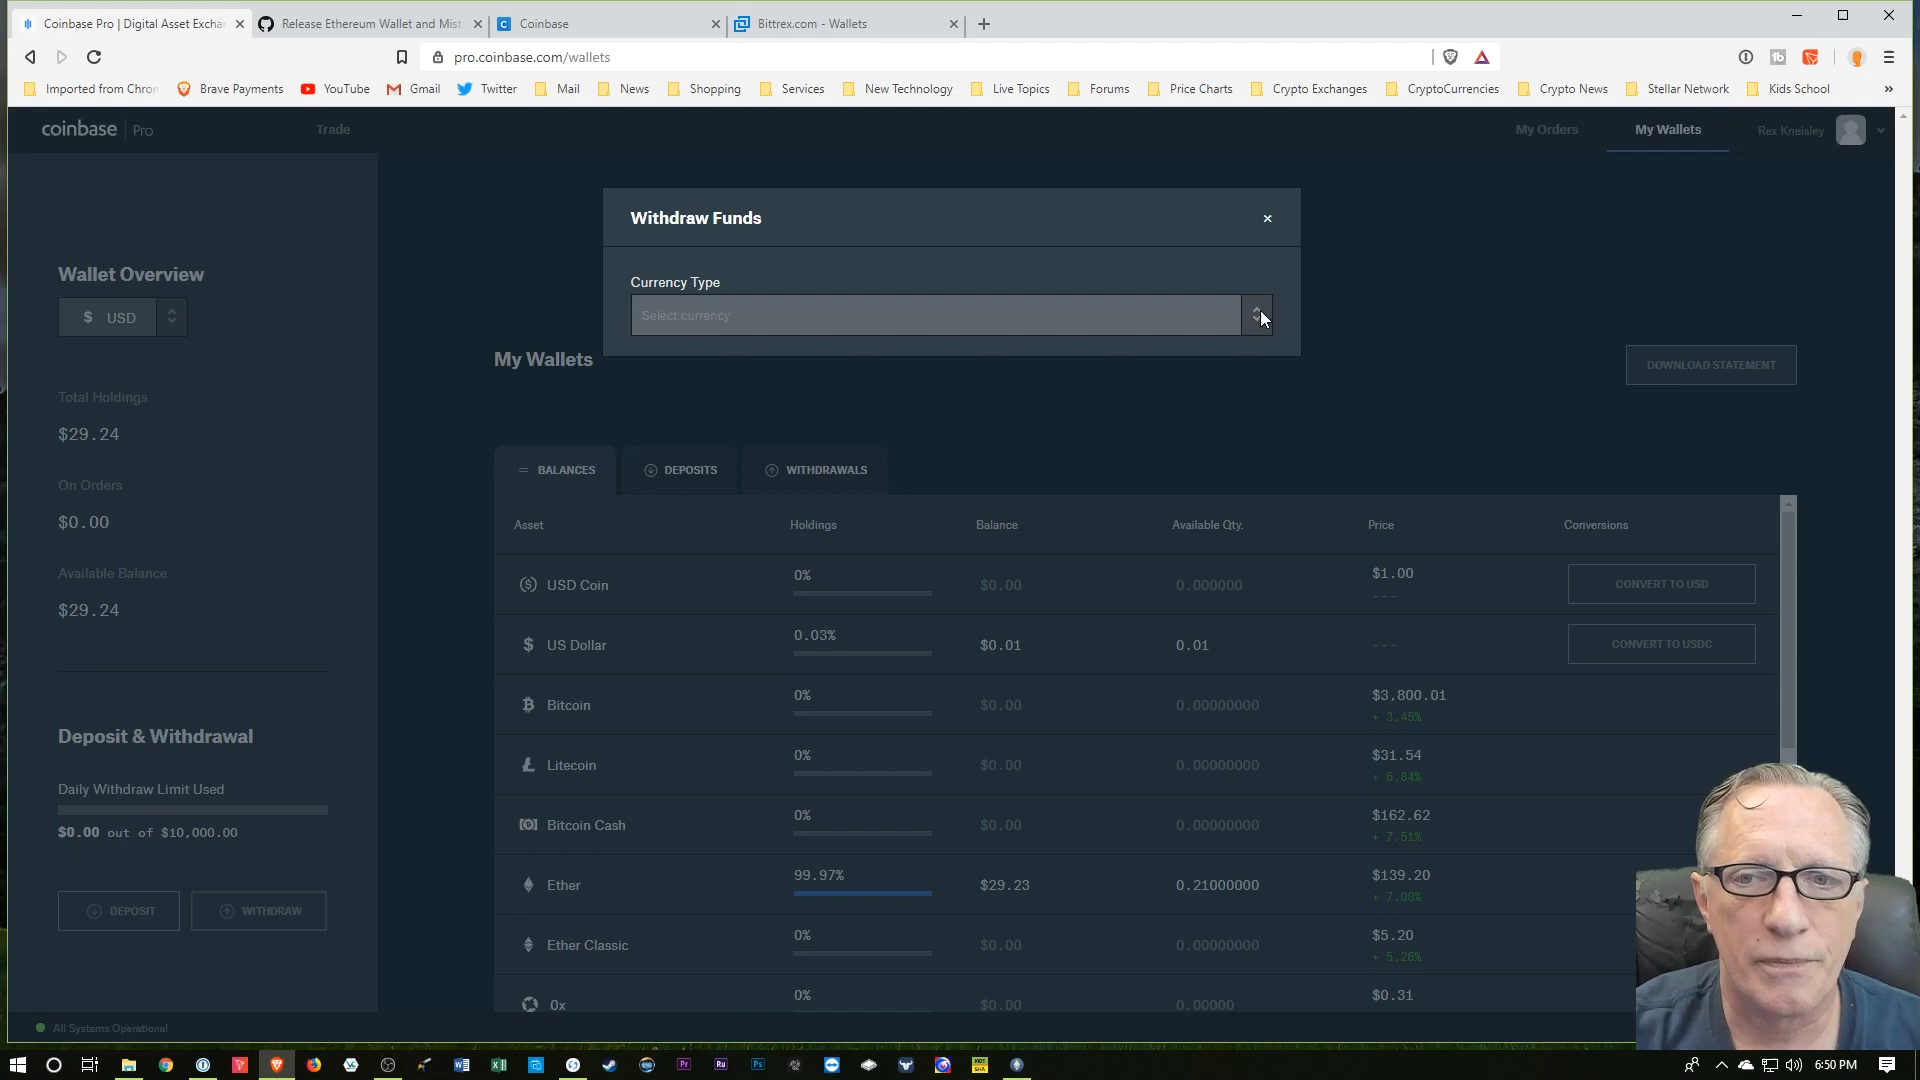 Coinbase Pro | Digital Asset Exchan
Release Ethereum Wallet and Mist
Coinbase
Bittrex.com - Wallets
pro.coinbase.com/wallets
Imported from Chron
Brave Payments
YouTube
Gmail
Twitter
Mail
News
Shopping
Services
New Technology
Live Topics
Forums
Price Charts
Crypto Exchanges
CryptoCurrencies
Crypto News
Stellar Network
Kids School
»
coinbase | Pro
Trade
My Orders
My Wallets
Rex Kneisley
Withdraw Funds
×
Currency Type
Select currency
Wallet Overview
$ USD
Total Holdings
$29.24
On Orders
$0.00
Available Balance
$29.24
Deposit & Withdrawal
Daily Withdraw Limit Used
$0.00 out of $10,000.00
DEPOSIT
WITHDRAW
All Systems Operational
My Wallets
DOWNLOAD STATEMENT
BALANCES
DEPOSITS
WITHDRAWALS
Asset Holdings Balance Available Qty. Price Conversions
USD Coin 0% $0.00 0.000000 $1.00 CONVERT TO USD
---
US Dollar 0.03% $0.01 0.01 --- CONVERT TO USDC
Bitcoin 0% $0.00 0.00000000 $3,800.01
+ 3.45%
Litecoin 0% $0.00 0.00000000 $31.54
+ 6.84%
Bitcoin Cash 0% $0.00 0.00000000 $162.62
+ 7.51%
Ether 99.97% $29.23 0.21000000 $139.20
+ 7.08%
Ether Classic 0% $0.00 0.00000000 $5.20
+ 5.26%
0x 0% $0.00 0.00000 $0.31
6:50 PM